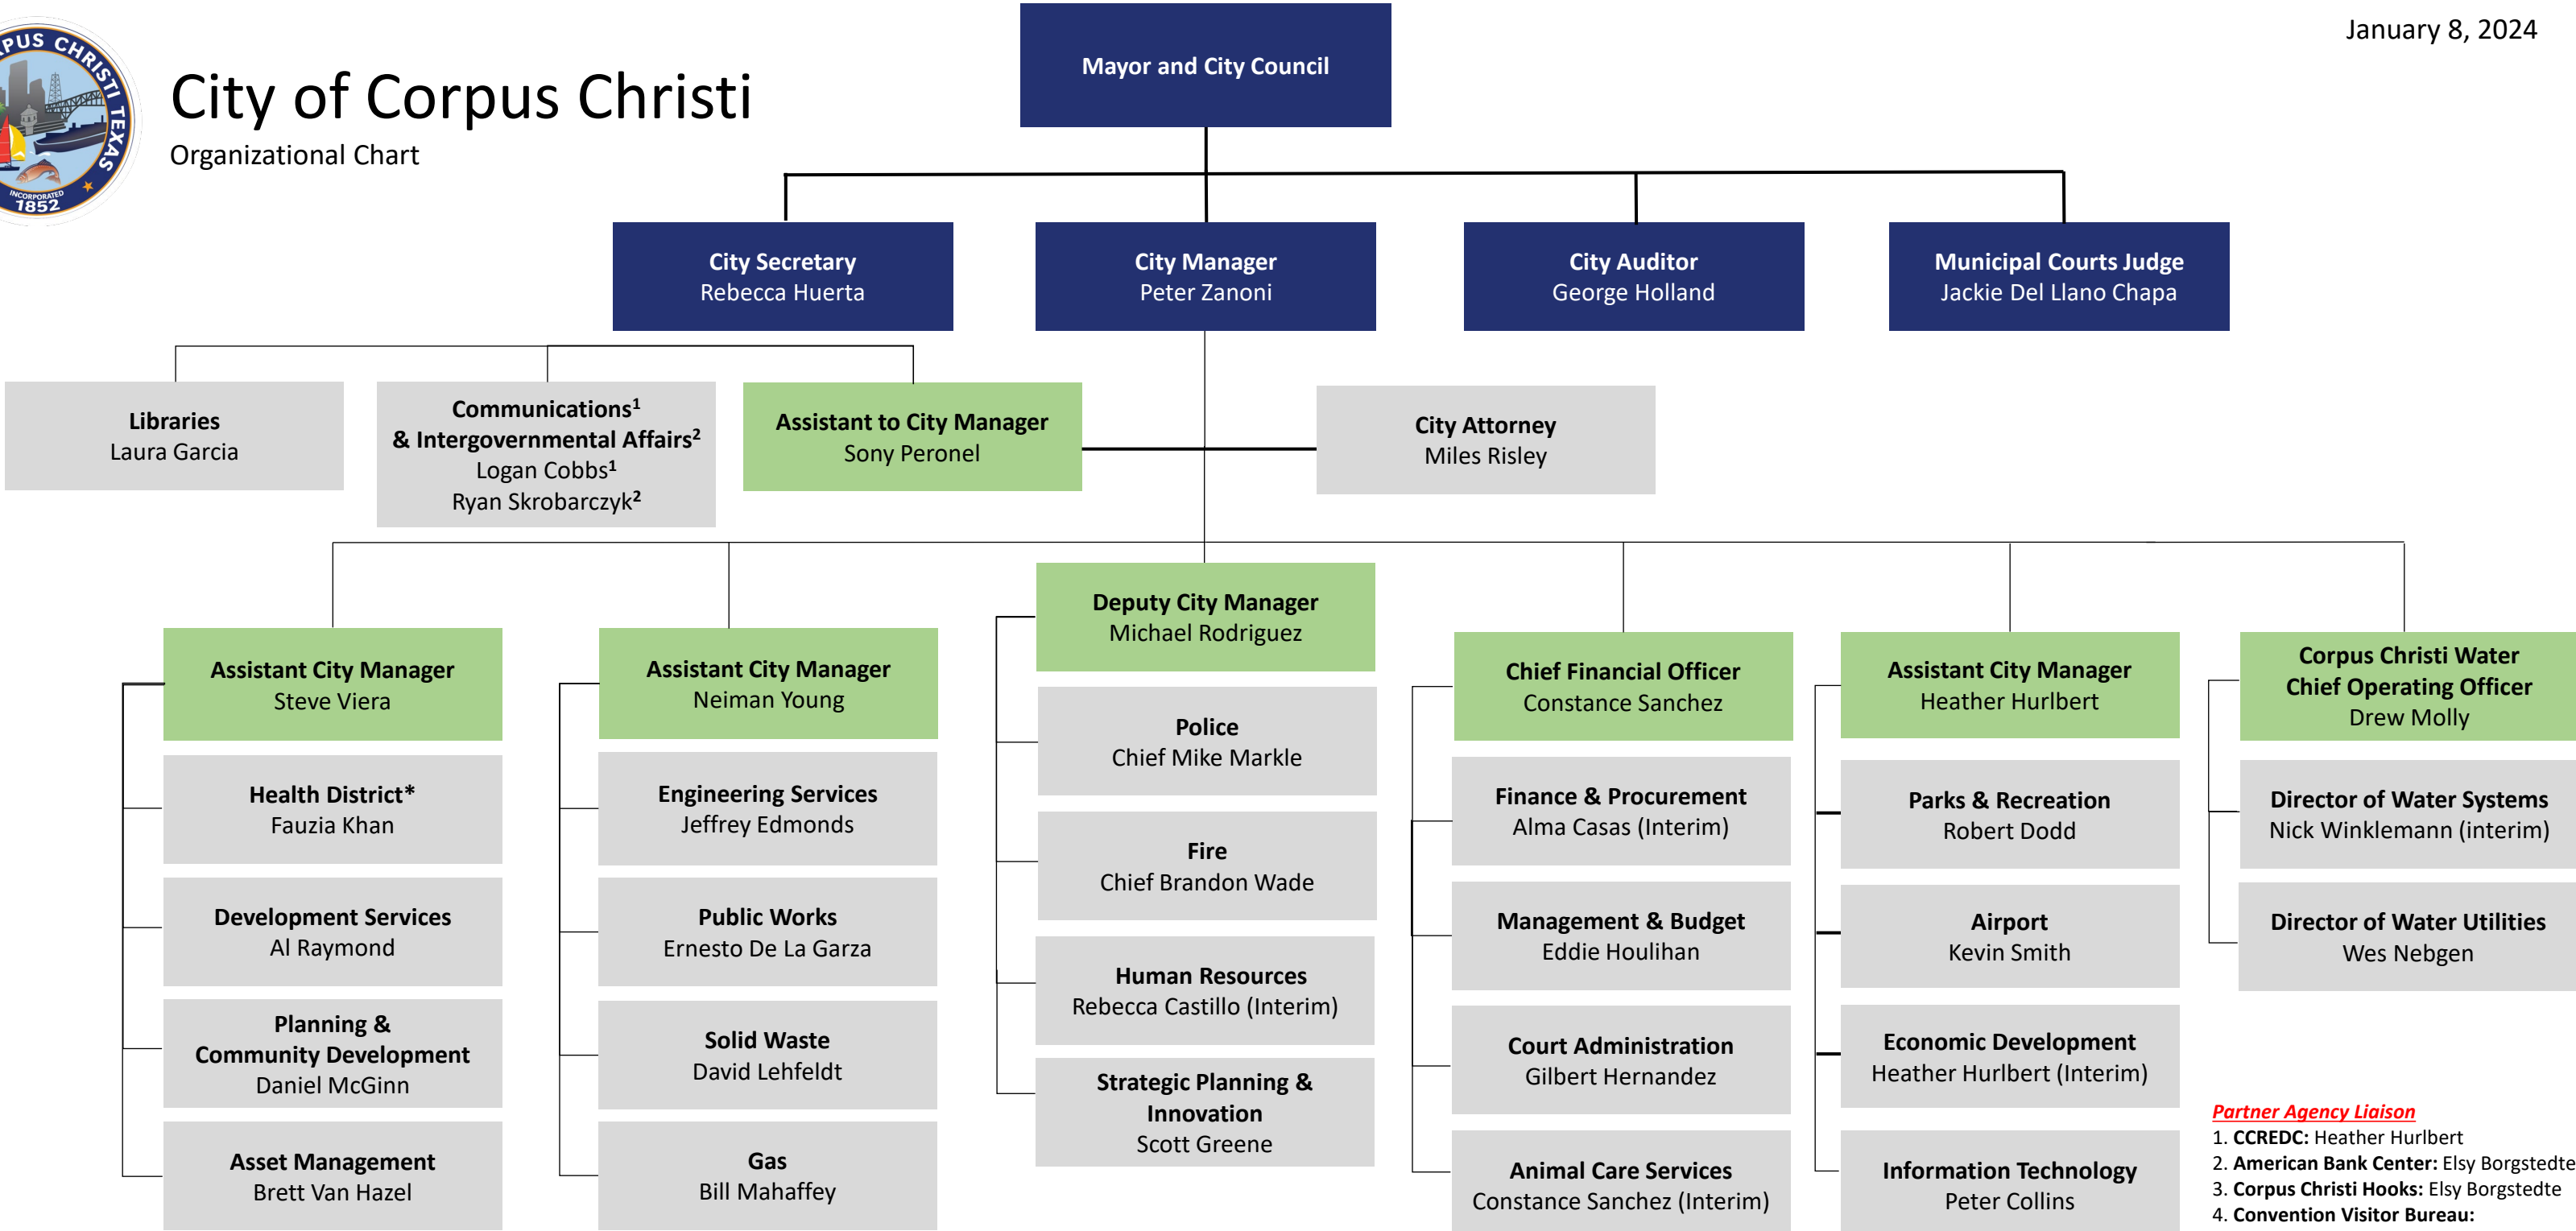 January 8, 2024
CORPUS CHRISTI TEXAS
INCORPORATED
1852
City of Corpus Christi
Organizational Chart
Mayor and City Council
City Secretary
Rebecca Huerta
City Manager
Peter Zanoni
City Auditor
George Holland
Municipal Courts Judge
Jackie Del Llano Chapa
Libraries
Laura Garcia
Communications¹
& Intergovernmental Affairs²
Logan Cobbs¹
Ryan Skrobarczyk²
Assistant to City Manager
Sony Peronel
City Attorney
Miles Risley
Assistant City Manager
Steve Viera
Health District*
Fauzia Khan
Development Services
Al Raymond
Planning &
Community Development
Daniel McGinn
Asset Management
Brett Van Hazel
Assistant City Manager
Neiman Young
Engineering Services
Jeffrey Edmonds
Public Works
Ernesto De La Garza
Solid Waste
David Lehfeldt
Gas
Bill Mahaffey
Deputy City Manager
Michael Rodriguez
Police
Chief Mike Markle
Fire
Chief Brandon Wade
Human Resources
Rebecca Castillo (Interim)
Strategic Planning &
Innovation
Scott Greene
Chief Financial Officer
Constance Sanchez
Finance & Procurement
Alma Casas (Interim)
Management & Budget
Eddie Houlihan
Court Administration
Gilbert Hernandez
Animal Care Services
Constance Sanchez (Interim)
Assistant City Manager
Heather Hurlbert
Parks & Recreation
Robert Dodd
Airport
Kevin Smith
Economic Development
Heather Hurlbert (Interim)
Information Technology
Peter Collins
Corpus Christi Water
Chief Operating Officer
Drew Molly
Director of Water Systems
Nick Winklemann (interim)
Director of Water Utilities
Wes Nebgen
Partner Agency Liaison
1. CCREDC: Heather Hurlbert
2. American Bank Center: Elsy Borgstedte
3. Corpus Christi Hooks: Elsy Borgstedte
4. Convention Visitor Bureau: